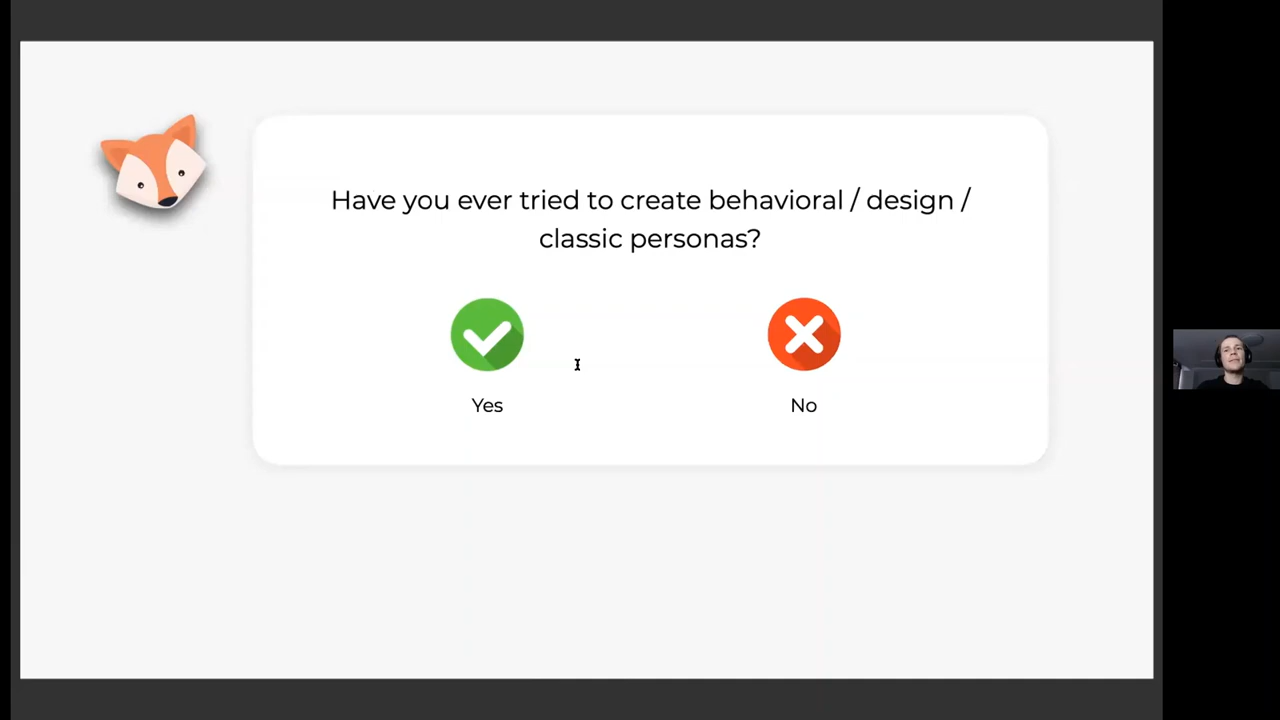 Have you ever tried to create behavioral / design /
classic personas?
Yes
No